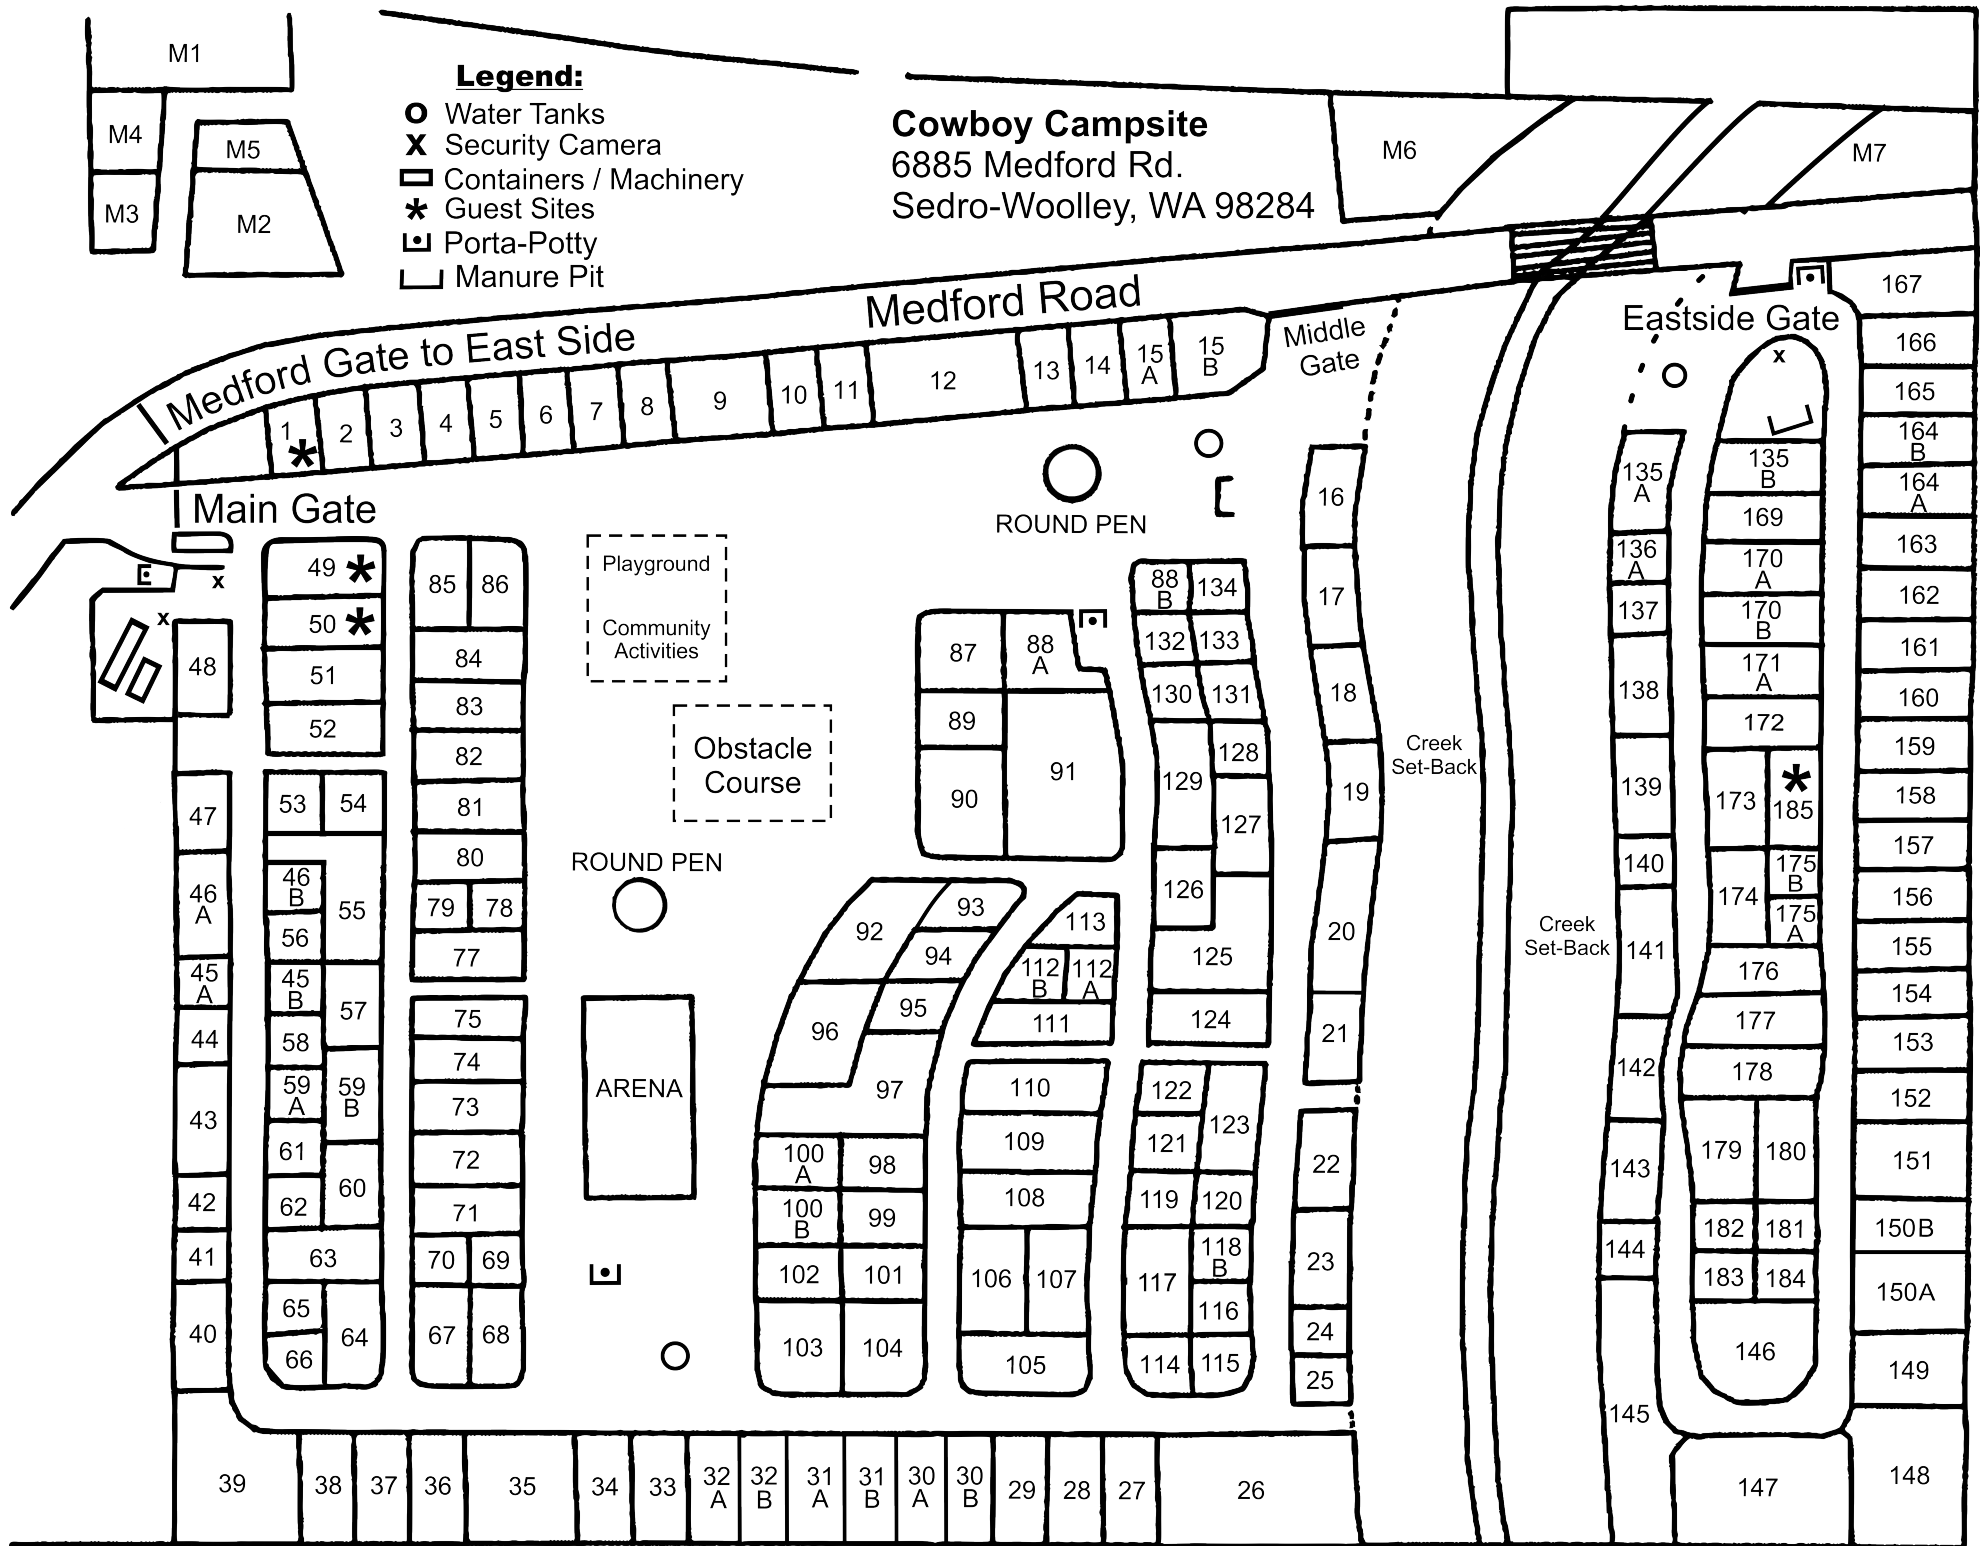 M1
M4
M5
M3
M2
Legend:
O Water Tanks
X Security Camera
Containers / Machinery
* Guest Sites
Porta-Potty
Manure Pit
Cowboy Campsite
6885 Medford Rd.
Sedro-Woolley, WA 98284
M6
M7
Medford Gate to East Side
Medford Road
Middle
Gate
Eastside Gate
x
Main Gate
x
x
1
*
2
3
4
5
6
7
8
9
10
11
12
13
14
15
A
15
B
16
17
18
19
20
21
22
23
24
25
26
27
28
29
30
B
30
A
31
B
31
A
32
B
32
A
33
34
35
36
37
38
39
40
41
42
43
44
45
A
46
A
47
48
49 *
50 *
51
52
53
54
46
B
55
56
45
B
57
58
59
A
59
B
61
60
62
63
65
64
66
85
86
84
83
82
81
80
79
78
77
75
74
73
72
71
70
69
67
68
Playground
Community
Activities
Obstacle
Course
ROUND PEN
ARENA
ROUND PEN
87
88
A
89
90
91
92
93
94
95
96
97
100
A
98
100
B
99
102
101
103
104
113
112
B
112
A
111
110
109
108
106
107
105
88
B
134
132
133
130
131
129
128
127
126
125
124
122
123
121
119
120
117
118
B
116
114
115
Creek
Set-Back
Creek
Set-Back
135
A
136
A
137
138
139
140
141
142
143
144
145
135
B
169
170
A
170
B
171
A
172
173
*
185
174
175
B
175
A
176
177
178
179
180
182
181
183
184
146
147
148
167
166
165
164
B
164
A
163
162
161
160
159
158
157
156
155
154
153
152
151
150B
150A
149